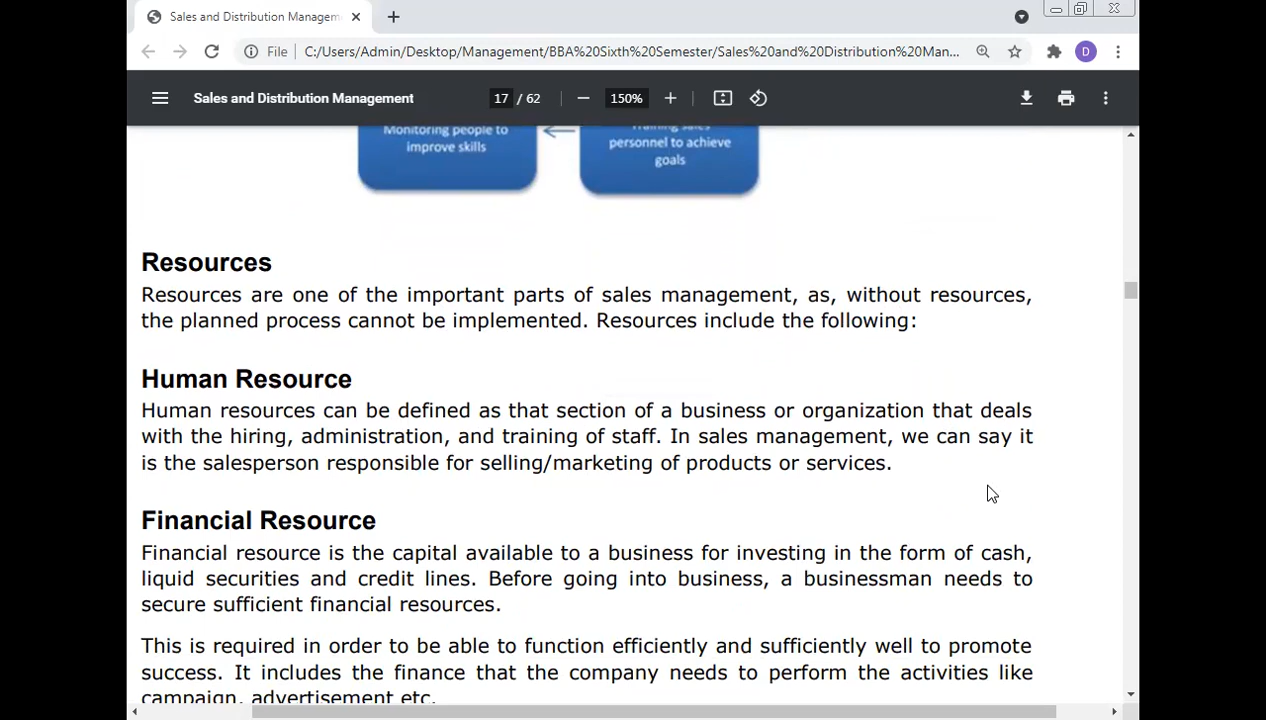 Sales and Distribution Managem
File C:/Users/Admin/Desktop/Management/BBA%20Sixth%20Semester/Sales%20and%20Distribution%20Man...
D
Sales and Distribution Management
17 / 62
150%
Monitoring people to
improve skills
Training sales
personnel to achieve
goals
Resources
Resources are one of the important parts of sales management, as, without resources,
the planned process cannot be implemented. Resources include the following:
Human Resource
Human resources can be defined as that section of a business or organization that deals
with the hiring, administration, and training of staff. In sales management, we can say it
is the salesperson responsible for selling/marketing of products or services.
Financial Resource
Financial resource is the capital available to a business for investing in the form of cash,
liquid securities and credit lines. Before going into business, a businessman needs to
secure sufficient financial resources.
This is required in order to be able to function efficiently and sufficiently well to promote
success. It includes the finance that the company needs to perform the activities like
campaign, advertisement etc.